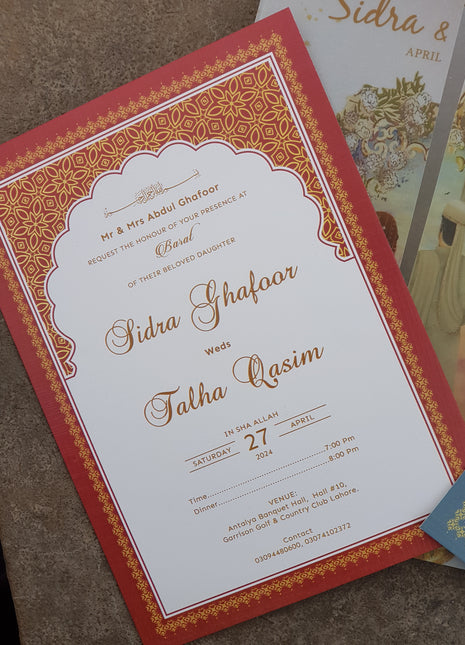 Mr & Mrs Abdul Ghafoor
REQUEST THE HONOUR OF YOUR PRESENCE AT
Barat
OF THEIR BELOVED DAUGHTER
Sidra Ghafoor
Weds
Talha Qasim
IN SHA ALLAH
SATURDAY 27 APRIL
2024
Time..............................7:00 Pm
Dinner..............................8:00 Pm
VENUE:
Antalya Banquet Hall, Hall #10,
Garrison Golf & Country Club Lahore.
Contact
03094480600, 03074102372
Sidra &
APRIL